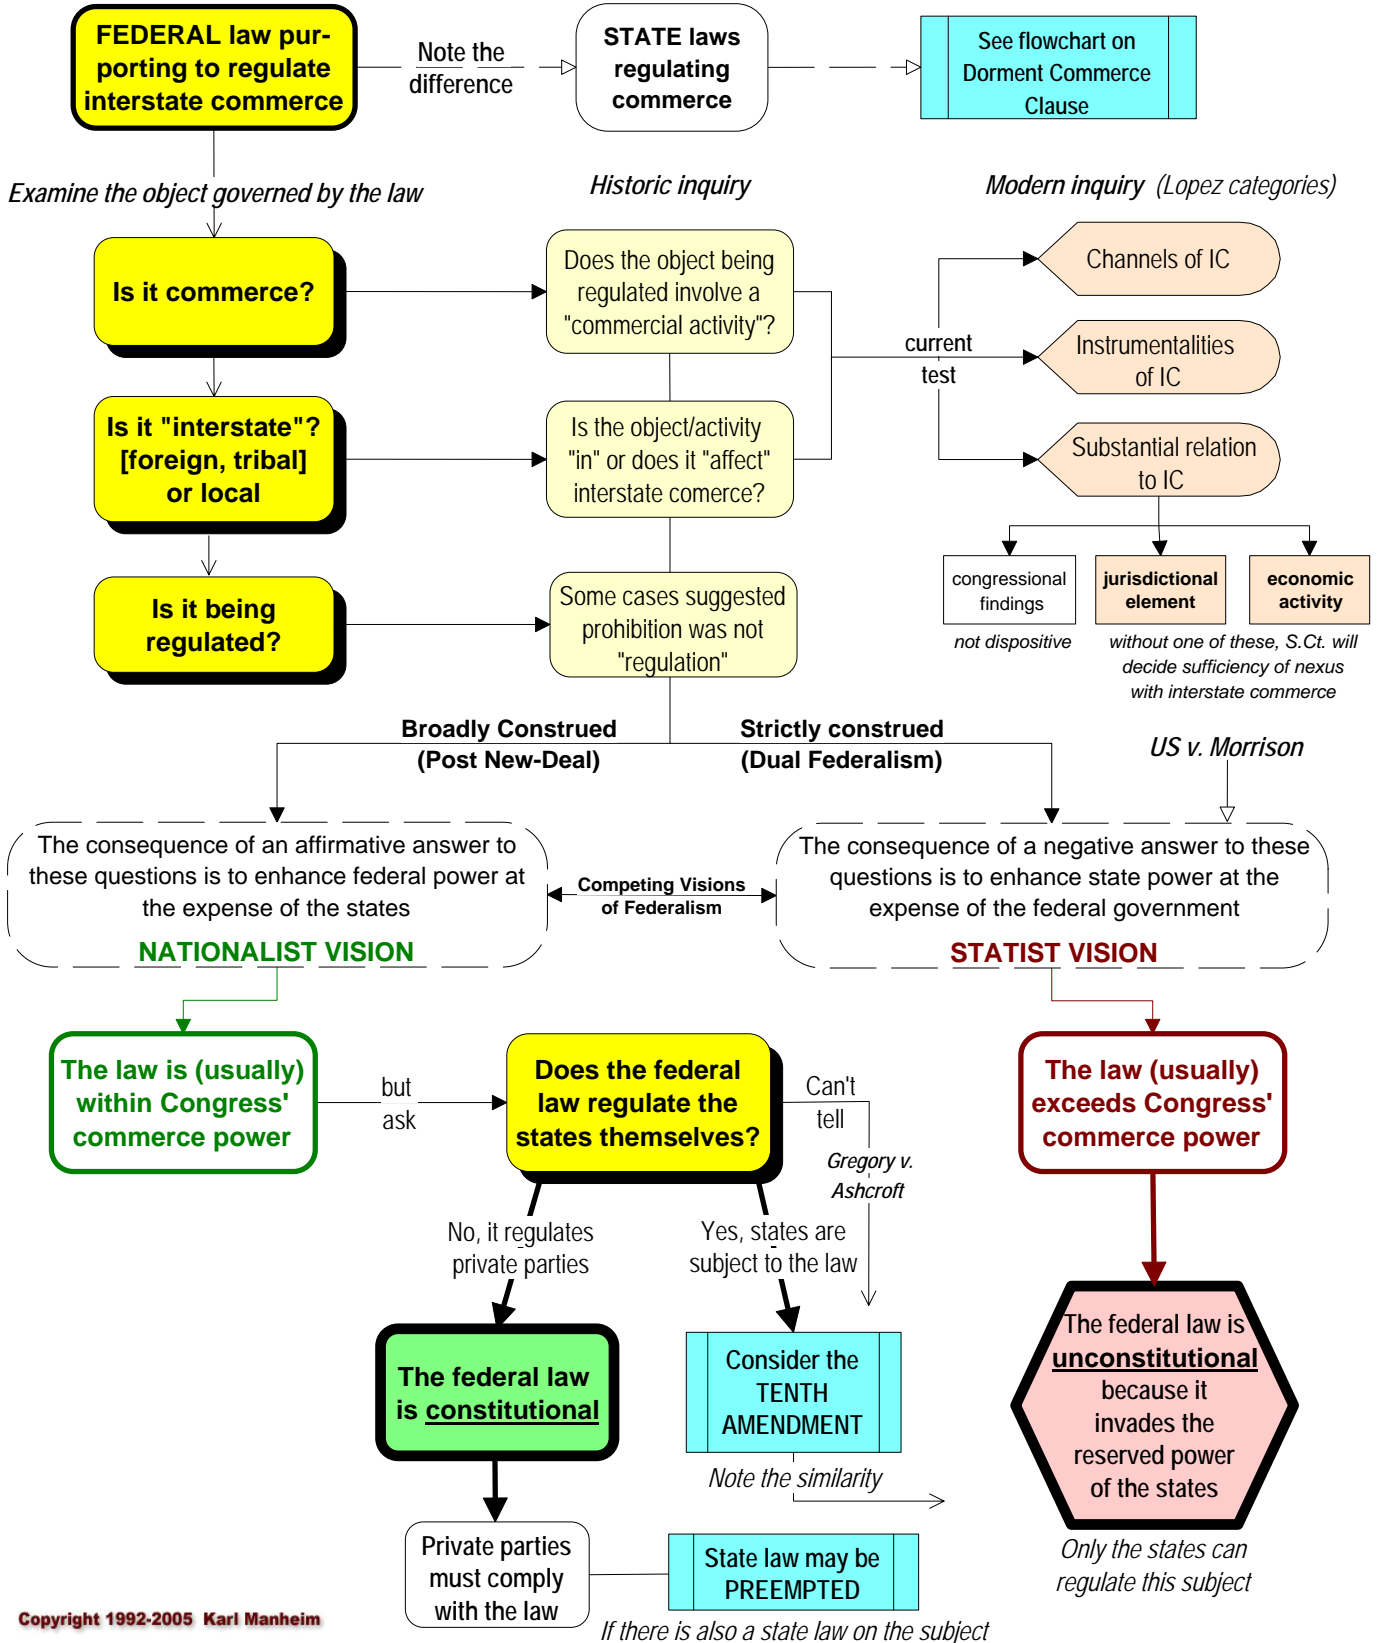 FEDERAL law pur-
porting to regulate
interstate commerce
Note the
difference
STATE laws
regulating
commerce
See flowchart on
Dorment Commerce
Clause
Examine the object governed by the law
Historic inquiry
Modern inquiry (Lopez categories)
Is it commerce?
Does the object being
regulated involve a
"commercial activity"?
Channels of IC
current
test
Instrumentalities
of IC
Is it "interstate"?
[foreign, tribal]
or local
Is the object/activity
"in" or does it "affect"
interstate comerce?
Substantial relation
to IC
Is it being
regulated?
Some cases suggested
prohibition was not
"regulation"
congressional
findings
jurisdictional
element
economic
activity
not dispositive
without one of these, S.Ct. will
decide sufficiency of nexus
with interstate commerce
Broadly Construed
(Post New-Deal)
Strictly construed
(Dual Federalism)
US v. Morrison
The consequence of an affirmative answer to
these questions is to enhance federal power at
the expense of the states
NATIONALIST VISION
Competing Visions
of Federalism
The consequence of a negative answer to these
questions is to enhance state power at the
expense of the federal government
STATIST VISION
The law is (usually)
within Congress'
commerce power
but
ask
Does the federal
law regulate the
states themselves?
Can't
tell
Gregory v.
Ashcroft
The law (usually)
exceeds Congress'
commerce power
No, it regulates
private parties
Yes, states are
subject to the law
The federal law
is constitutional
Consider the
TENTH
AMENDMENT
Note the similarity
The federal law is
unconstitutional
because it
invades the
reserved power
of the states
Only the states can
regulate this subject
Private parties
must comply
with the law
State law may be
PREEMPTED
If there is also a state law on the subject
Copyright 1992-2005 Karl Manheim